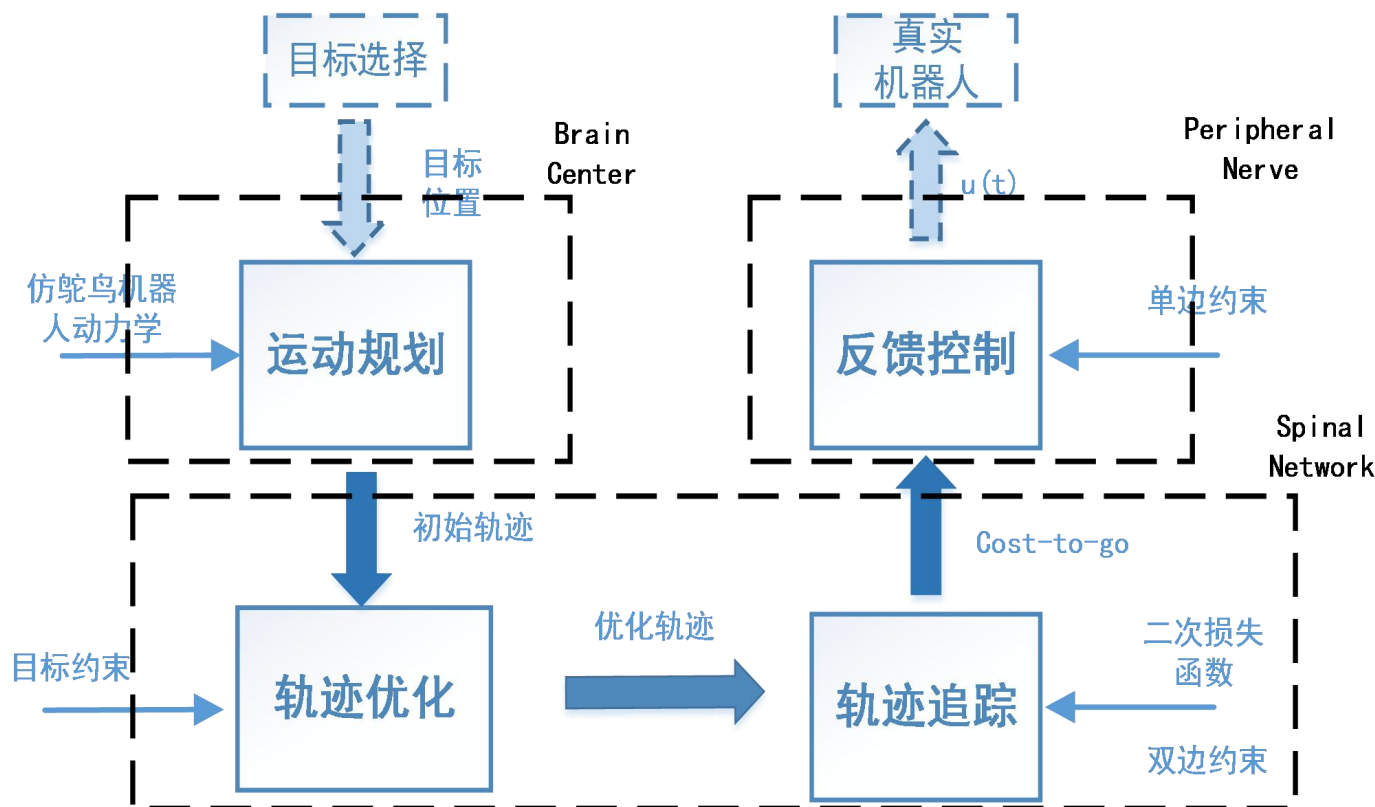 目标选择
真实
机器人
Brain
Center
Peripheral
Nerve
目标
位置
u(t)
仿鸵鸟机器
人动力学
运动规划
反馈控制
单边约束
Spinal
Network
初始轨迹
Cost-to-go
目标约束
轨迹优化
优化轨迹
轨迹追踪
二次损失
函数
双边约束